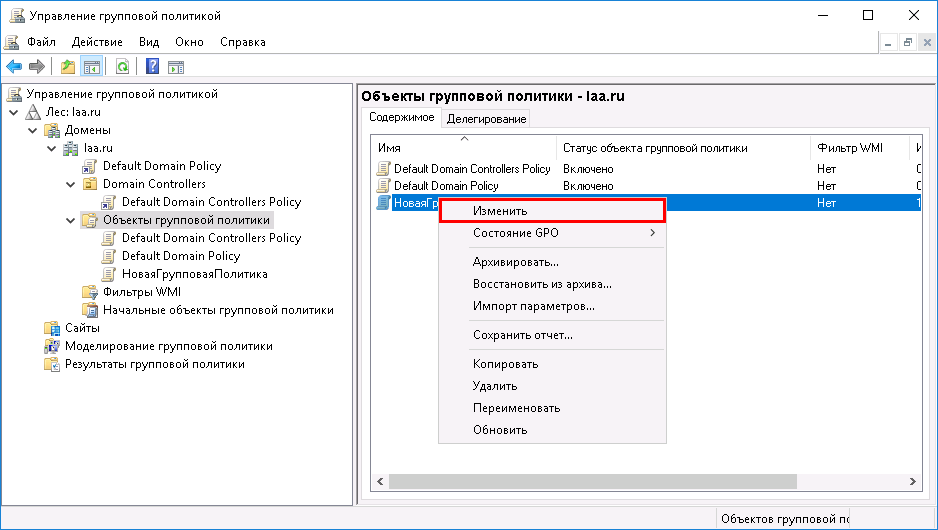 Управление групповой политикой
Файл Действие Вид Окно Справка
Управление групповой политикой
Лес: laa.ru
Домены
laa.ru
Default Domain Policy
Domain Controllers
Default Domain Controllers Policy
Объекты групповой политики
Default Domain Controllers Policy
Default Domain Policy
НоваяГрупповаяПолитика
Фильтры WMI
Начальные объекты групповой политики
Сайты
Моделирование групповой политики
Результаты групповой политики
Объекты групповой политики - laa.ru
Содержимое Делегирование
Имя Статус объекта групповой политики Фильтр WMI
Default Domain Controllers Policy Включено Нет
Default Domain Policy Включено Нет
НоваяГр Нет 1
Изменить
Состояние GPO
Архивировать...
Восстановить из архива...
Импорт параметров...
Сохранить отчет...
Копировать
Удалить
Переименовать
Обновить
Объектов групповой по